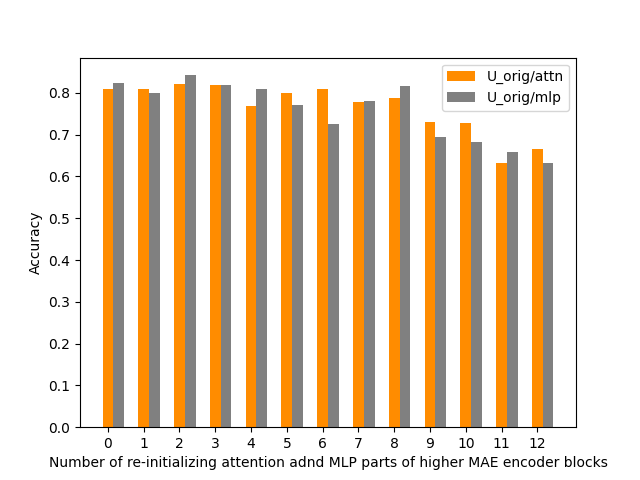 U_orig/attn
U_orig/mlp
0.8
0.7
0.6
0.5
0.4
0.3
0.2
0.1
0.0
Accuracy
0 1 2 3 4 5 6 7 8 9 10 11 12
Number of re-initializing attention adnd MLP parts of higher MAE encoder blocks